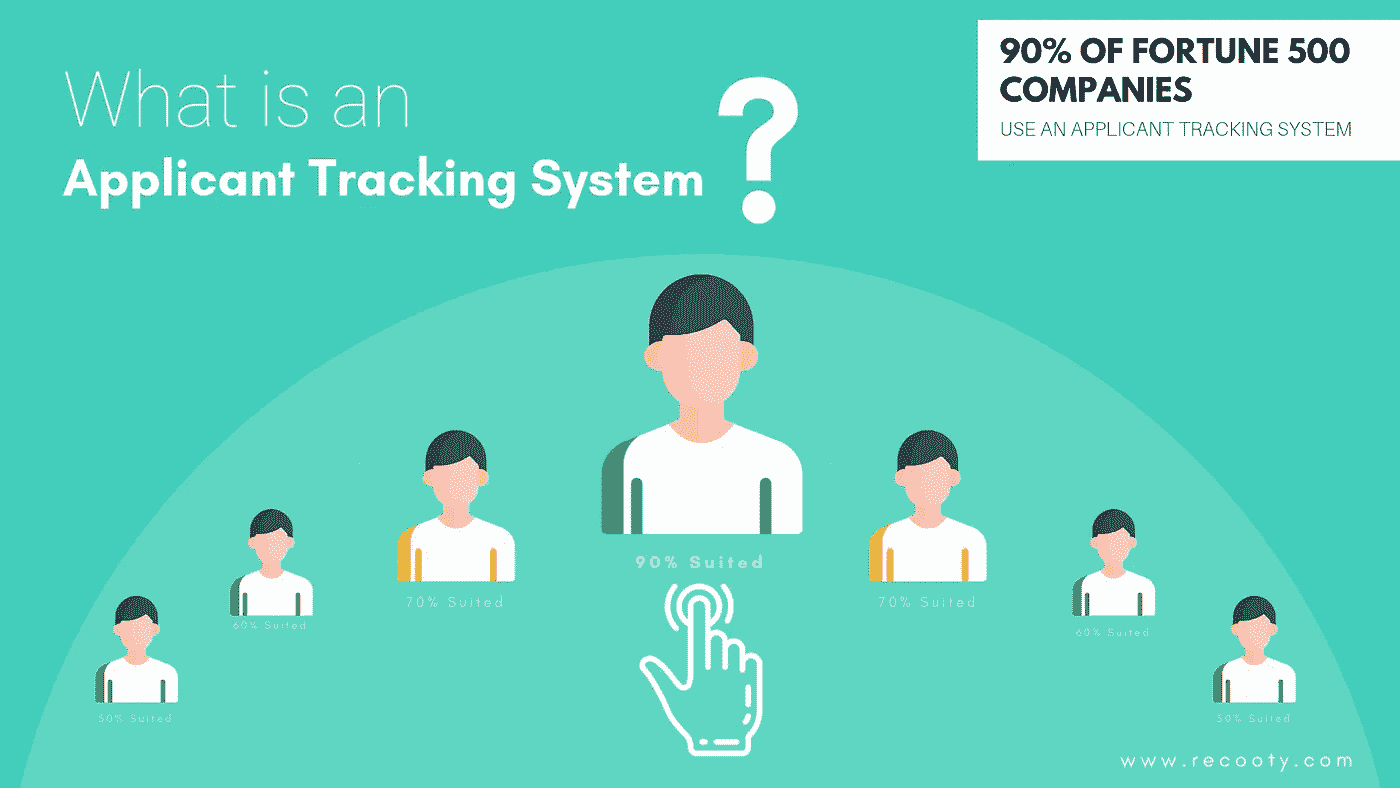 What is an
Applicant Tracking System
?
90% OF FORTUNE 500
COMPANIES
USE AN APPLICANT TRACKING SYSTEM
90% Suited
70% Suited
70% Suited
60% Suited
60% Suited
50% Suited
50% Suited
www.recooty.com